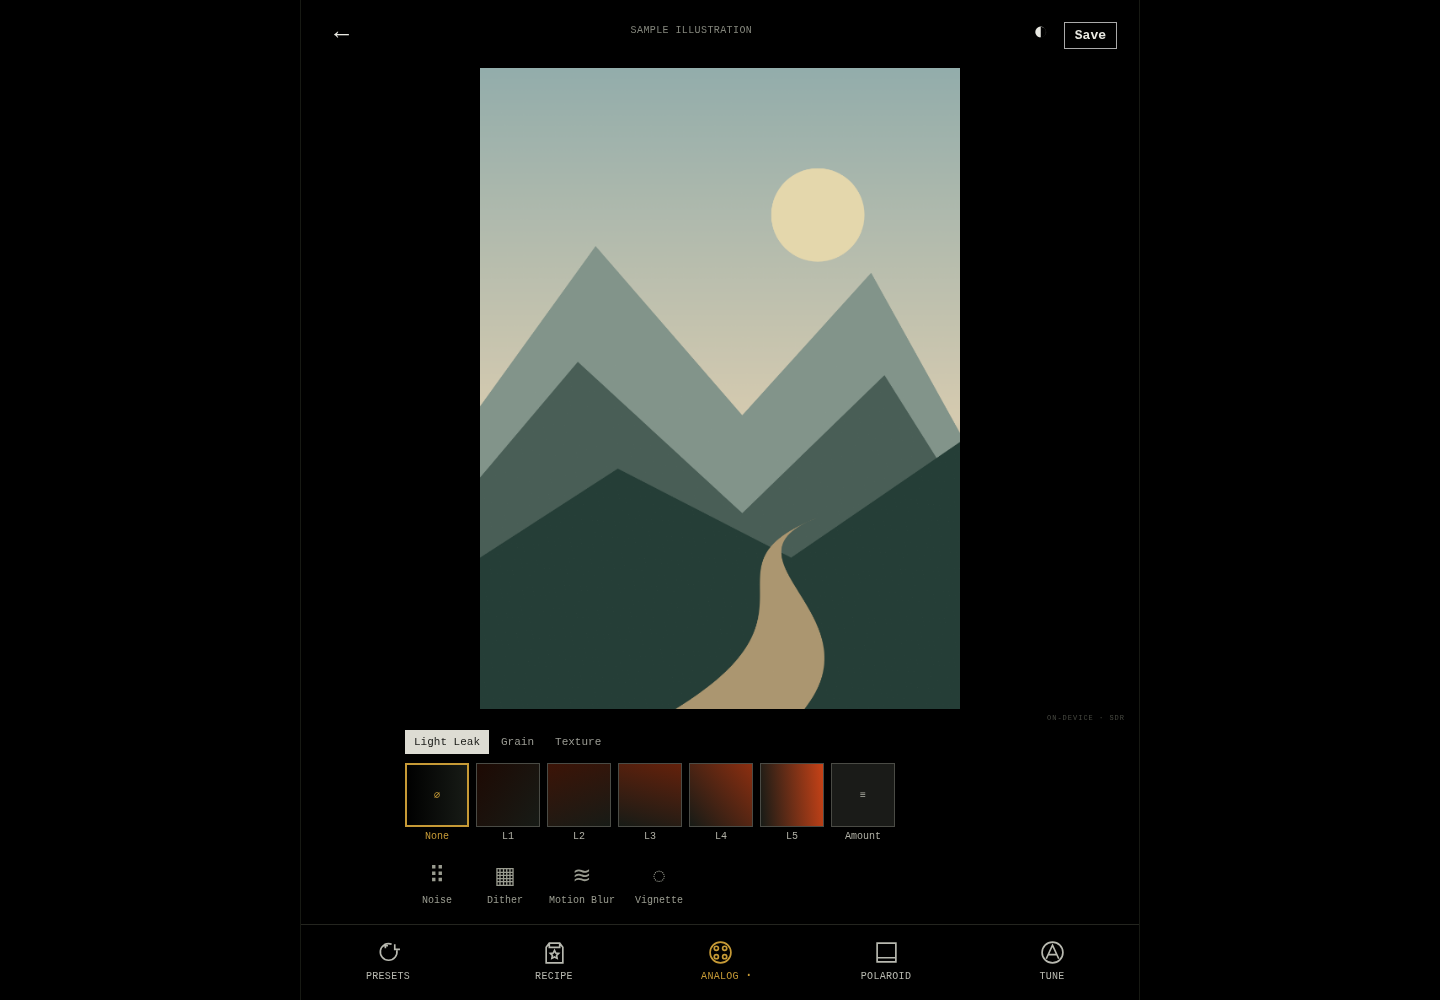 SAMPLE ILLUSTRATION
Save
ON-DEVICE · SDR
Light Leak Grain Texture
None L1 L2 L3 L4 L5 Amount
Noise Dither Motion Blur Vignette
PRESETS RECIPE ANALOG · POLAROID TUNE